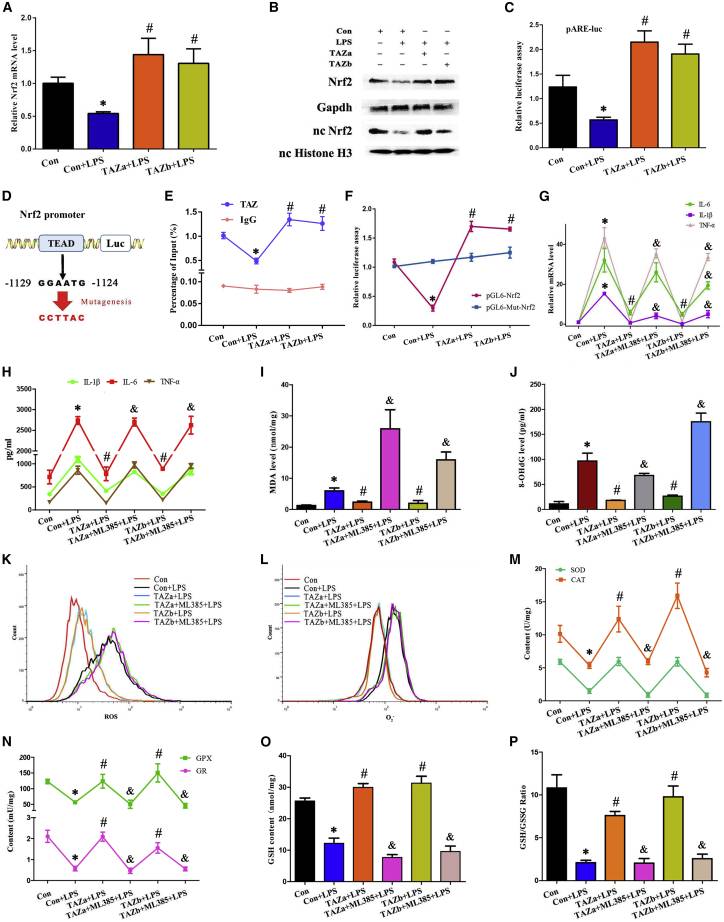 A
Relative Nrf2 mRNA level
2.0
1.5
1.0
0.5
0.0
*
#
#
Con
Con+LPS
TAZa+LPS
TAZb+LPS
B
Con + +
LPS + + +
TAZa +
TAZb +
Nrf2
Gapdh
nc Nrf2
nc Histone H3
C
pARE-luc
Relative luciferase assay
2.5
2.0
1.5
1.0
0.5
0.0
*
#
#
Con
Con+LPS
TAZa+LPS
TAZb+LPS
D
Nrf2 promoter
TEAD
Luc
-1129 GGAATG -1124
Mutagenesis
CCTTAC
E
TAZ
IgG
Percentage of Input (%)
1.5
1.0
0.5
0.15
0.10
0.05
0.00
*
#
#
Con
Con+LPS
TAZa+LPS
TAZb+LPS
F
Relative luciferase assay
2.0
1.5
1.0
0.5
0.0
*
#
#
pGL6-Nrf2
pGL6-Mut-Nrf2
Con
Con+LPS
TAZa+LPS
TAZb+LPS
G
IL-6
IL-1β
TNF-α
Relative mRNA level
40
20
0
*
*
#
&
&
#
&
&
Con
Con+LPS
TAZa+LPS
TAZa+ML385+LPS
TAZb+LPS
TAZb+ML385+LPS
H
IL-1β
IL-6
TNF-α
pg/ml
3500
3000
2500
2000
1500
1000
500
0
*
#
&
#
&
Con
Con+LPS
TAZa+LPS
TAZa+ML385+LPS
TAZb+LPS
TAZb+ML385+LPS
I
MDA level (nmol/mg)
40
30
20
10
0
*
#
&
#
&
Con
Con+LPS
TAZa+LPS
TAZa+ML385+LPS
TAZb+LPS
TAZb+ML385+LPS
J
8-OHdG level (pg/ml)
250
200
150
100
50
0
*
#
&
#
&
Con
Con+LPS
TAZa+LPS
TAZa+ML385+LPS
TAZb+LPS
TAZb+ML385+LPS
K
Count
Con
Con+LPS
TAZa+LPS
TAZa+ML385+LPS
TAZb+LPS
TAZb+ML385+LPS
ROS
L
Count
O₂⁻
M
SOD
CAT
Content (U/mg)
20
15
10
5
0
*
#
&
#
&
Con
Con+LPS
TAZa+LPS
TAZa+ML385+LPS
TAZb+LPS
TAZb+ML385+LPS
N
GPX
GR
Content (mU/mg)
200
150
100
50
0
4
2
0
*
#
&
#
&
*
#
&
#
&
Con
Con+LPS
TAZa+LPS
TAZa+ML385+LPS
TAZb+LPS
TAZb+ML385+LPS
O
GSH content (nmol/mg)
40
30
20
10
0
*
#
&
#
&
Con
Con+LPS
TAZa+LPS
TAZa+ML385+LPS
TAZb+LPS
TAZb+ML385+LPS
P
GSH/GSSG Ratio
15
10
5
0
*
#
&
#
&
Con
Con+LPS
TAZa+LPS
TAZa+ML385+LPS
TAZb+LPS
TAZb+ML385+LPS